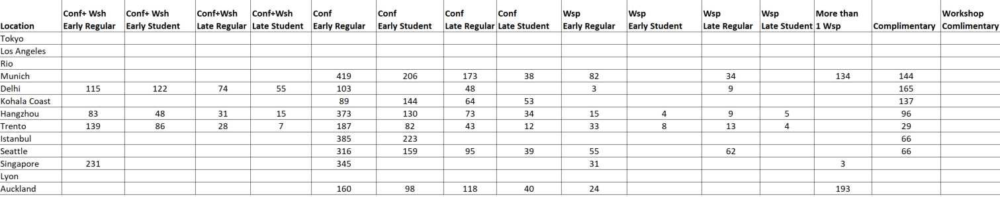 Conf+ Wsh Conf+ Wsh Conf+Wsh Conf+Wsh Conf Conf Conf Conf Wsp Wsp Wsp Wsp More than Workshop
Location Early Regular Early Student Late Regular Late Student Early Regular Early Student Late Regular Late Student Early Regular Early Student Late Regular Late Student 1 Wsp Complimentary Comlimentary
Tokyo
Los Angeles
Rio
Munich 419 206 173 38 82 34 134 144
Delhi 115 122 74 55 103 48 3 9 165
Kohala Coast 89 144 64 53 137
Hangzhou 83 48 31 15 373 130 73 34 15 4 9 5 96
Trento 139 86 28 7 187 82 43 12 33 8 13 4 29
Istanbul 385 223 66
Seattle 316 159 95 39 55 62 66
Singapore 231 345 31 3
Lyon
Auckland 160 98 118 40 24 193